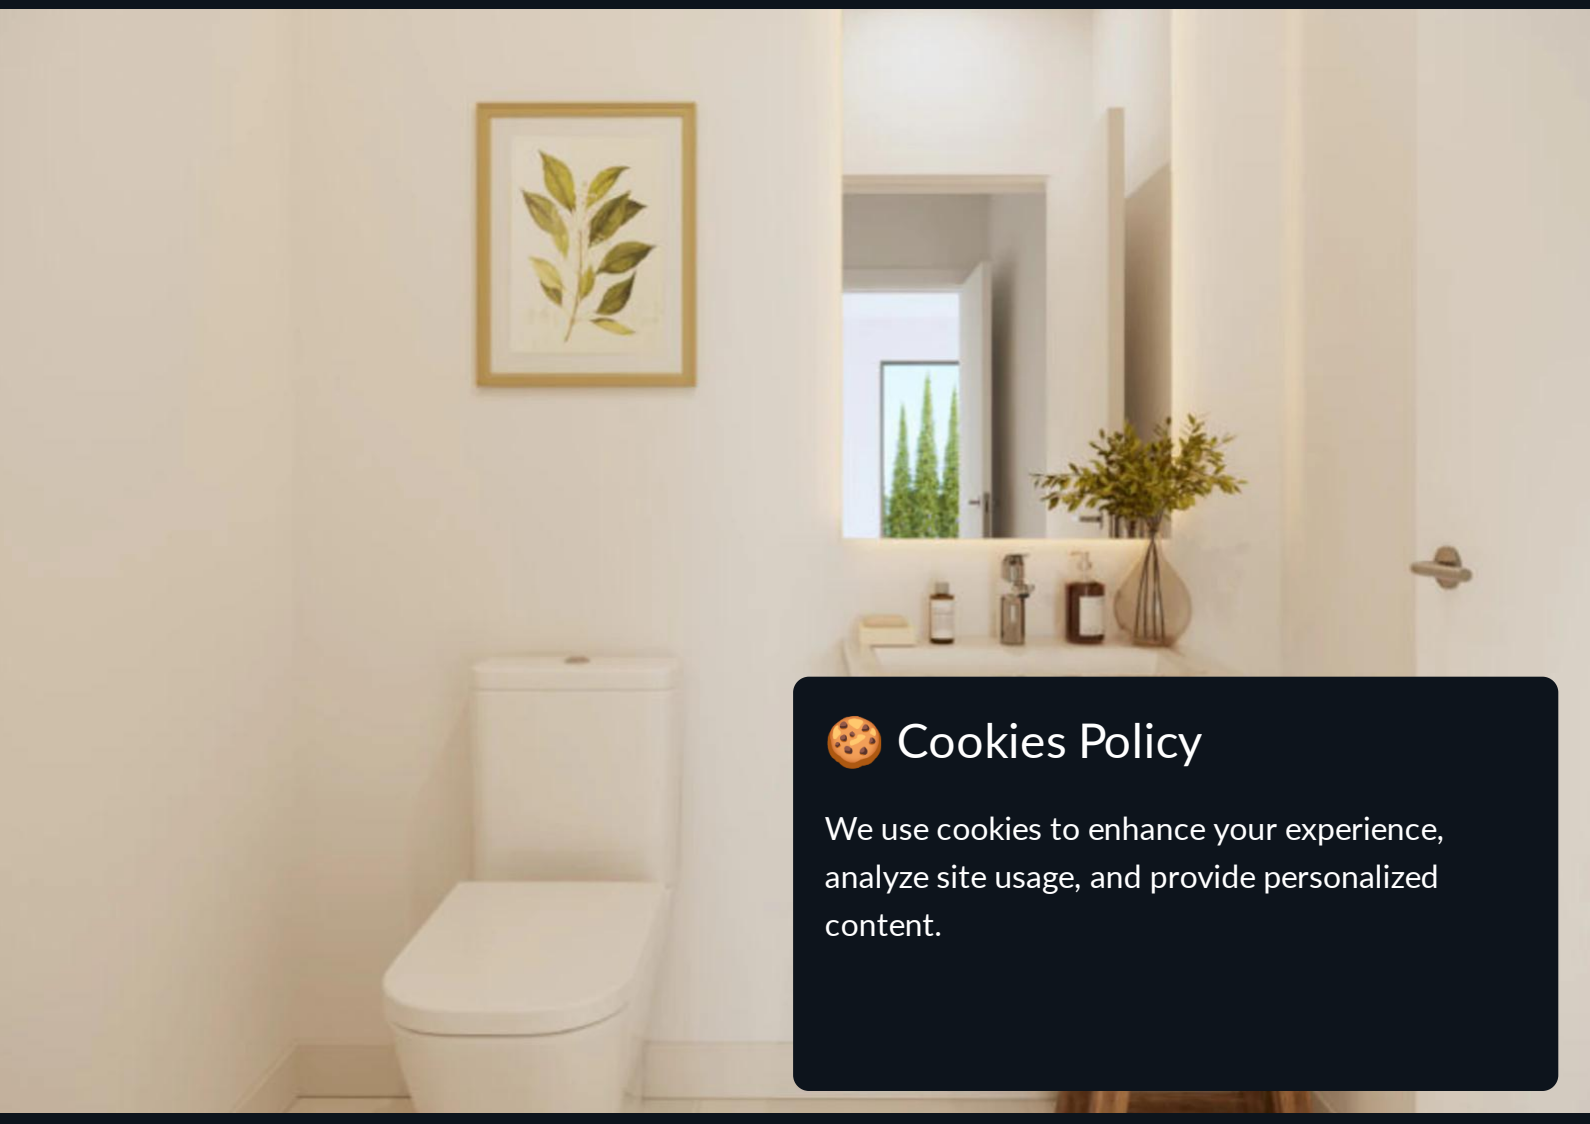 🍪 Cookies Policy
We use cookies to enhance your experience,
analyze site usage, and provide personalized
content.